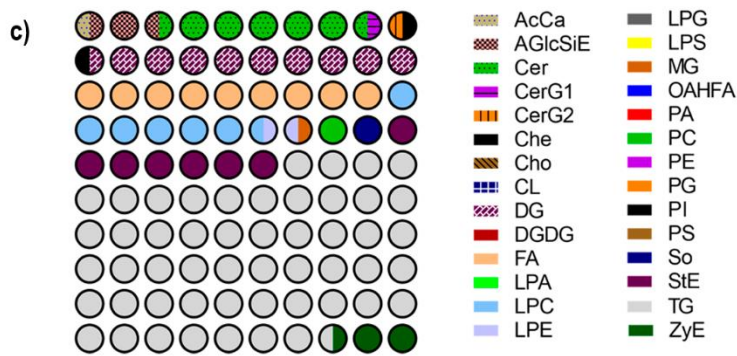 c)
AcCa
AGlcSiE
Cer
CerG1
CerG2
Che
Cho
CL
DG
DGDG
FA
LPA
LPC
LPE
LPG
LPS
MG
OAHFA
PA
PC
PE
PG
PI
PS
So
StE
TG
ZyE